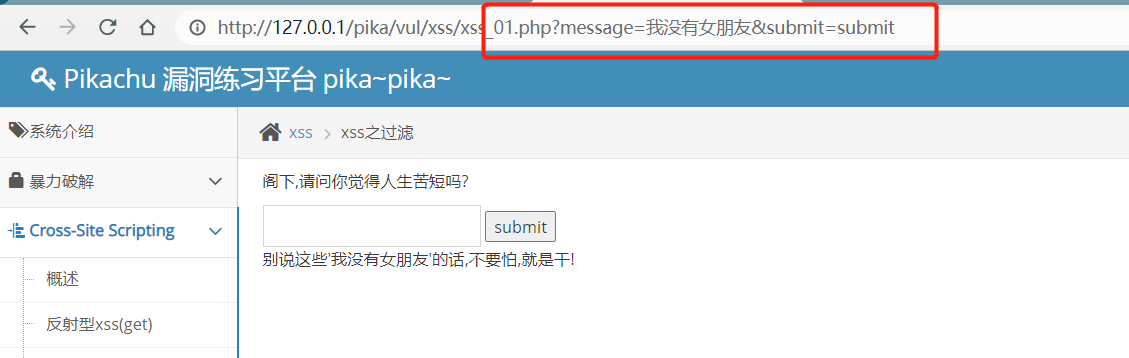 http://127.0.0.1/pika/vul/xss/xss_01.php?message=我没有女朋友&submit=submit
Pikachu 漏洞练习平台 pika~pika~
系统介绍
xss > xss之过滤
暴力破解
阁下,请问你觉得人生苦短吗?
submit
Cross-Site Scripting
别说这些'我没有女朋友'的话,不要怕,就是干!
概述
反射型xss(get)